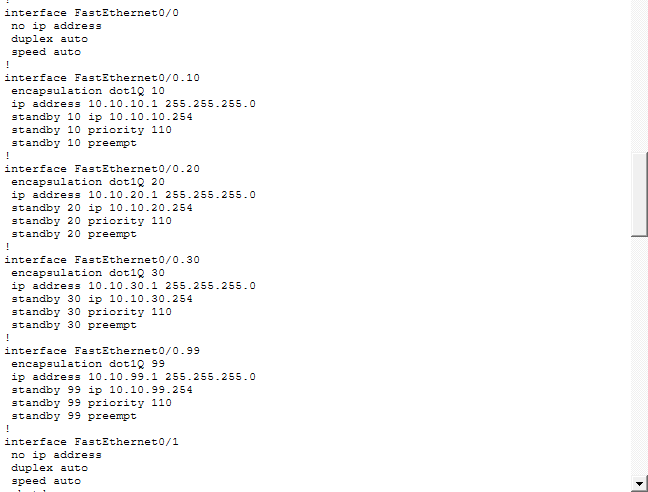 !
interface FastEthernet0/0
no ip address
duplex auto
speed auto
!
interface FastEthernet0/0.10
encapsulation dot1Q 10
ip address 10.10.10.1 255.255.255.0
standby 10 ip 10.10.10.254
standby 10 priority 110
standby 10 preempt
!
interface FastEthernet0/0.20
encapsulation dot1Q 20
ip address 10.10.20.1 255.255.255.0
standby 20 ip 10.10.20.254
standby 20 priority 110
standby 20 preempt
!
interface FastEthernet0/0.30
encapsulation dot1Q 30
ip address 10.10.30.1 255.255.255.0
standby 30 ip 10.10.30.254
standby 30 priority 110
standby 30 preempt
!
interface FastEthernet0/0.99
encapsulation dot1Q 99
ip address 10.10.99.1 255.255.255.0
standby 99 ip 10.10.99.254
standby 99 priority 110
standby 99 preempt
!
interface FastEthernet0/1
no ip address
duplex auto
speed auto